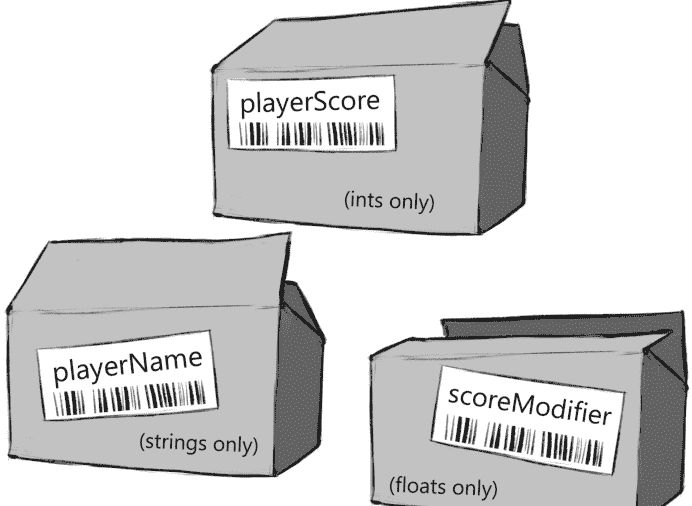 playerScore
(ints only)
playerName
(strings only)
scoreModifier
(floats only)